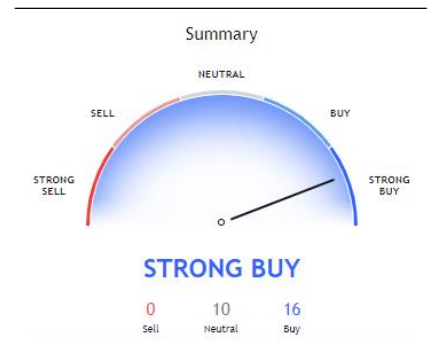 Summary
NEUTRAL
SELL
BUY
STRONG
SELL
STRONG
BUY
STRONG BUY
0
10
16
Sell
Neutral
Buy